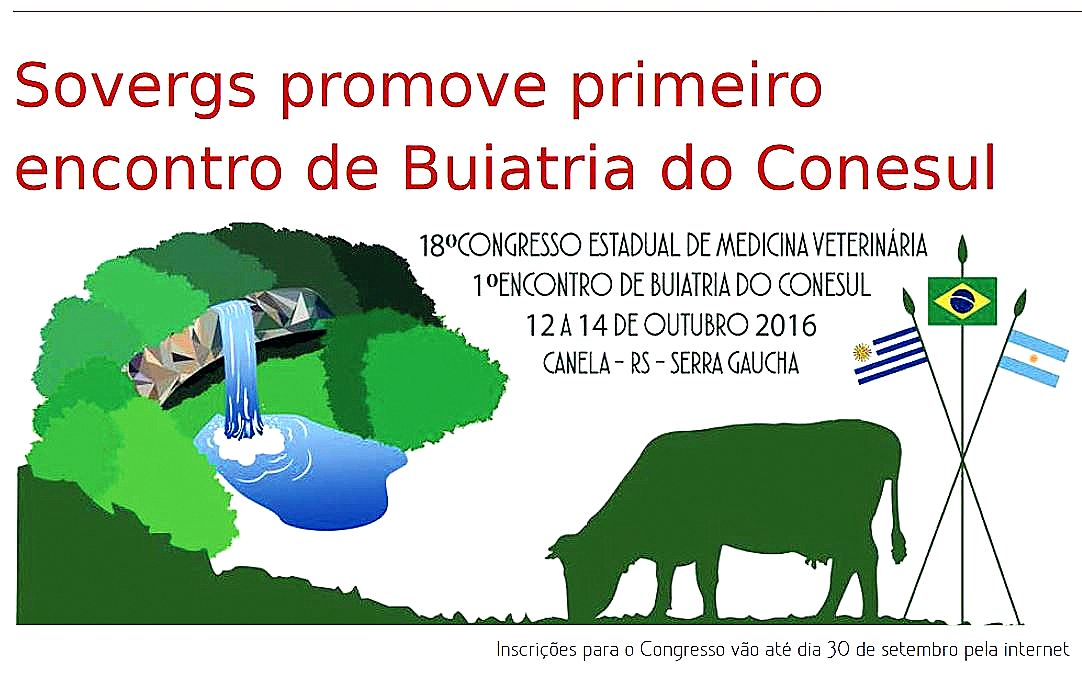 Sovergs promove primeiro
encontro de Buiatria do Conesul
18ºCONGRESSO ESTADUAL DE MEDICINA VETERINÁRIA
1ºENCONTRO DE BUIATRIA DO CONESUL
12 A 14 DE OUTUBRO 2016
CANELA - RS - SERRA GAUCHA
Inscrições para o Congresso vão até dia 30 de setembro pela internet